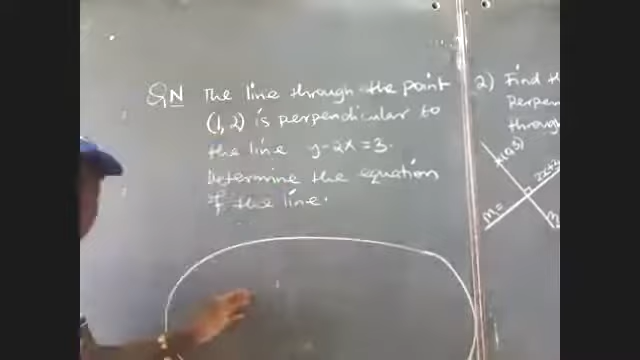 QN The line through the point
(1, 2) is perpendicular to
the line y-2x=3.
Determine the equation
of the line.
2) Find th
Perpen
throug